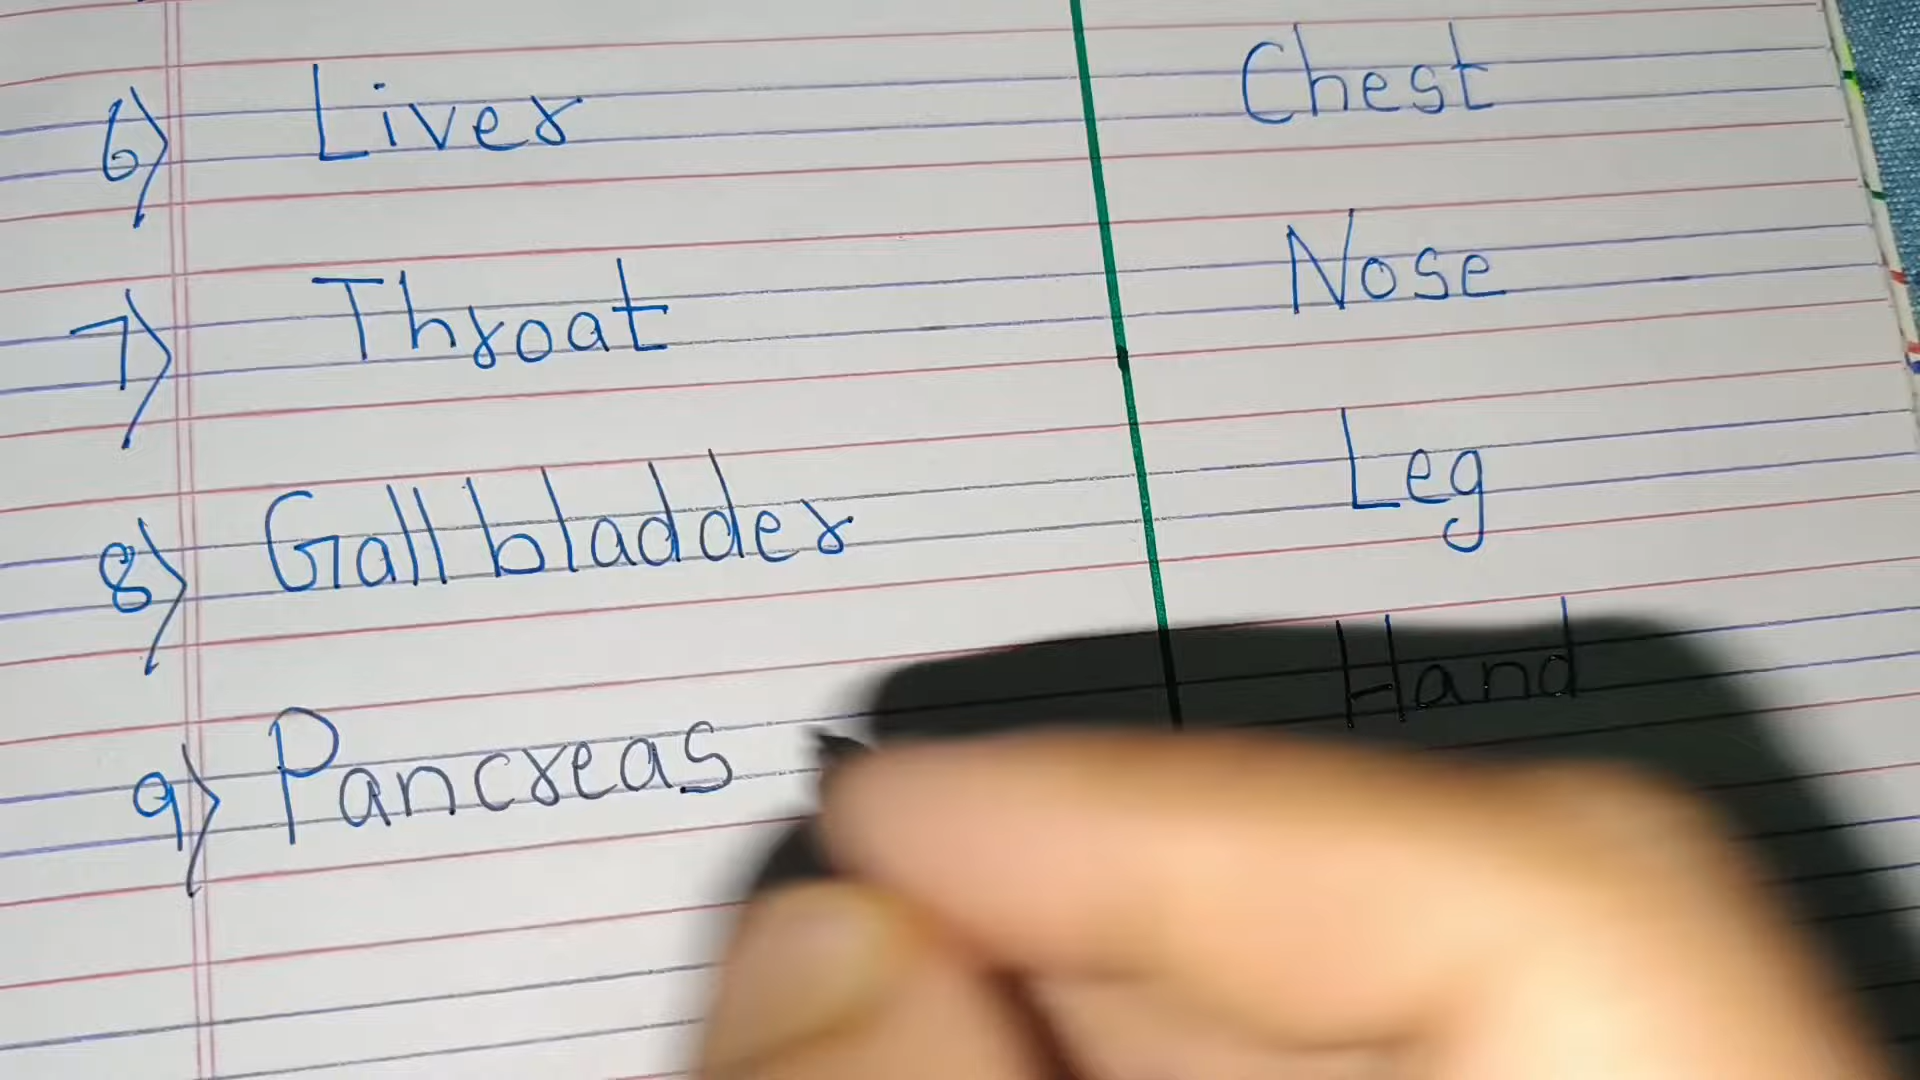 6) Liver Chest
7) Throat Nose
8) Gall bladder Leg
9) Pancreas Hand